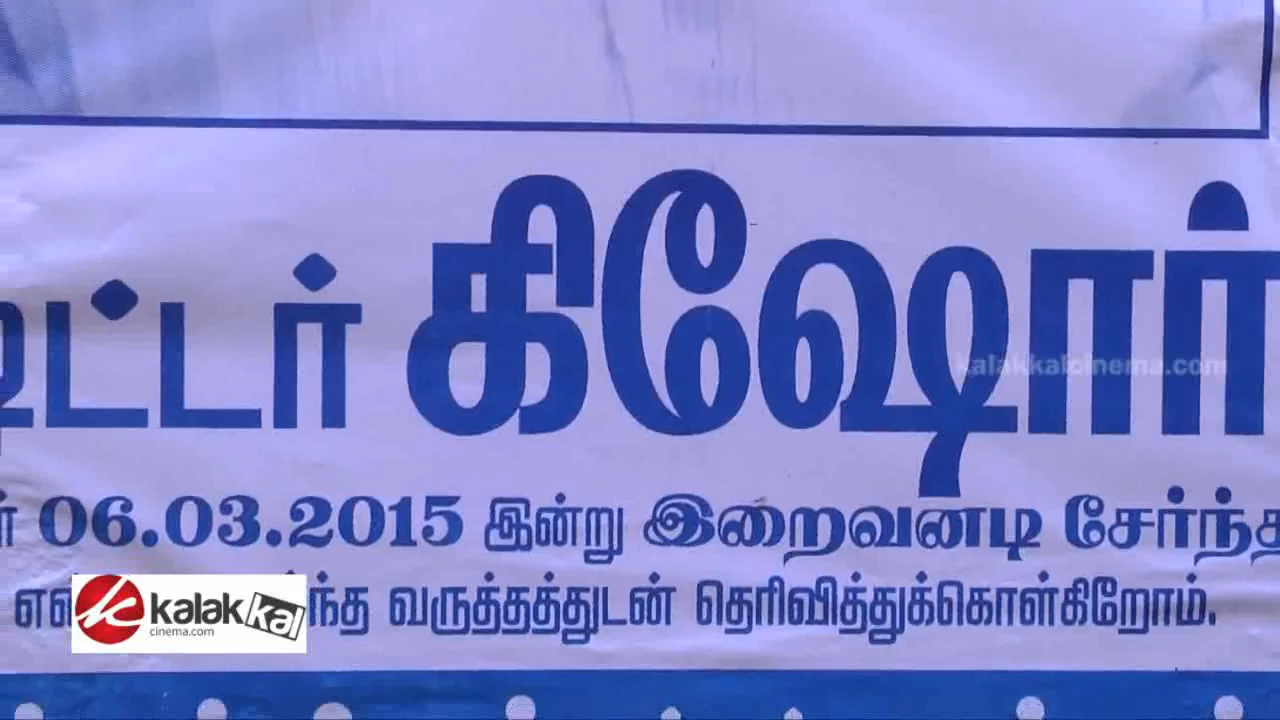 டிட்டர் கிஷோர்
kalakkalcinema.com
06.03.2015 இன்று இறைவனடி சேர்ந்த
வருத்தத்துடன் தெரிவித்துக்கொள்கிறோம்.
kalakkal
cinema.com